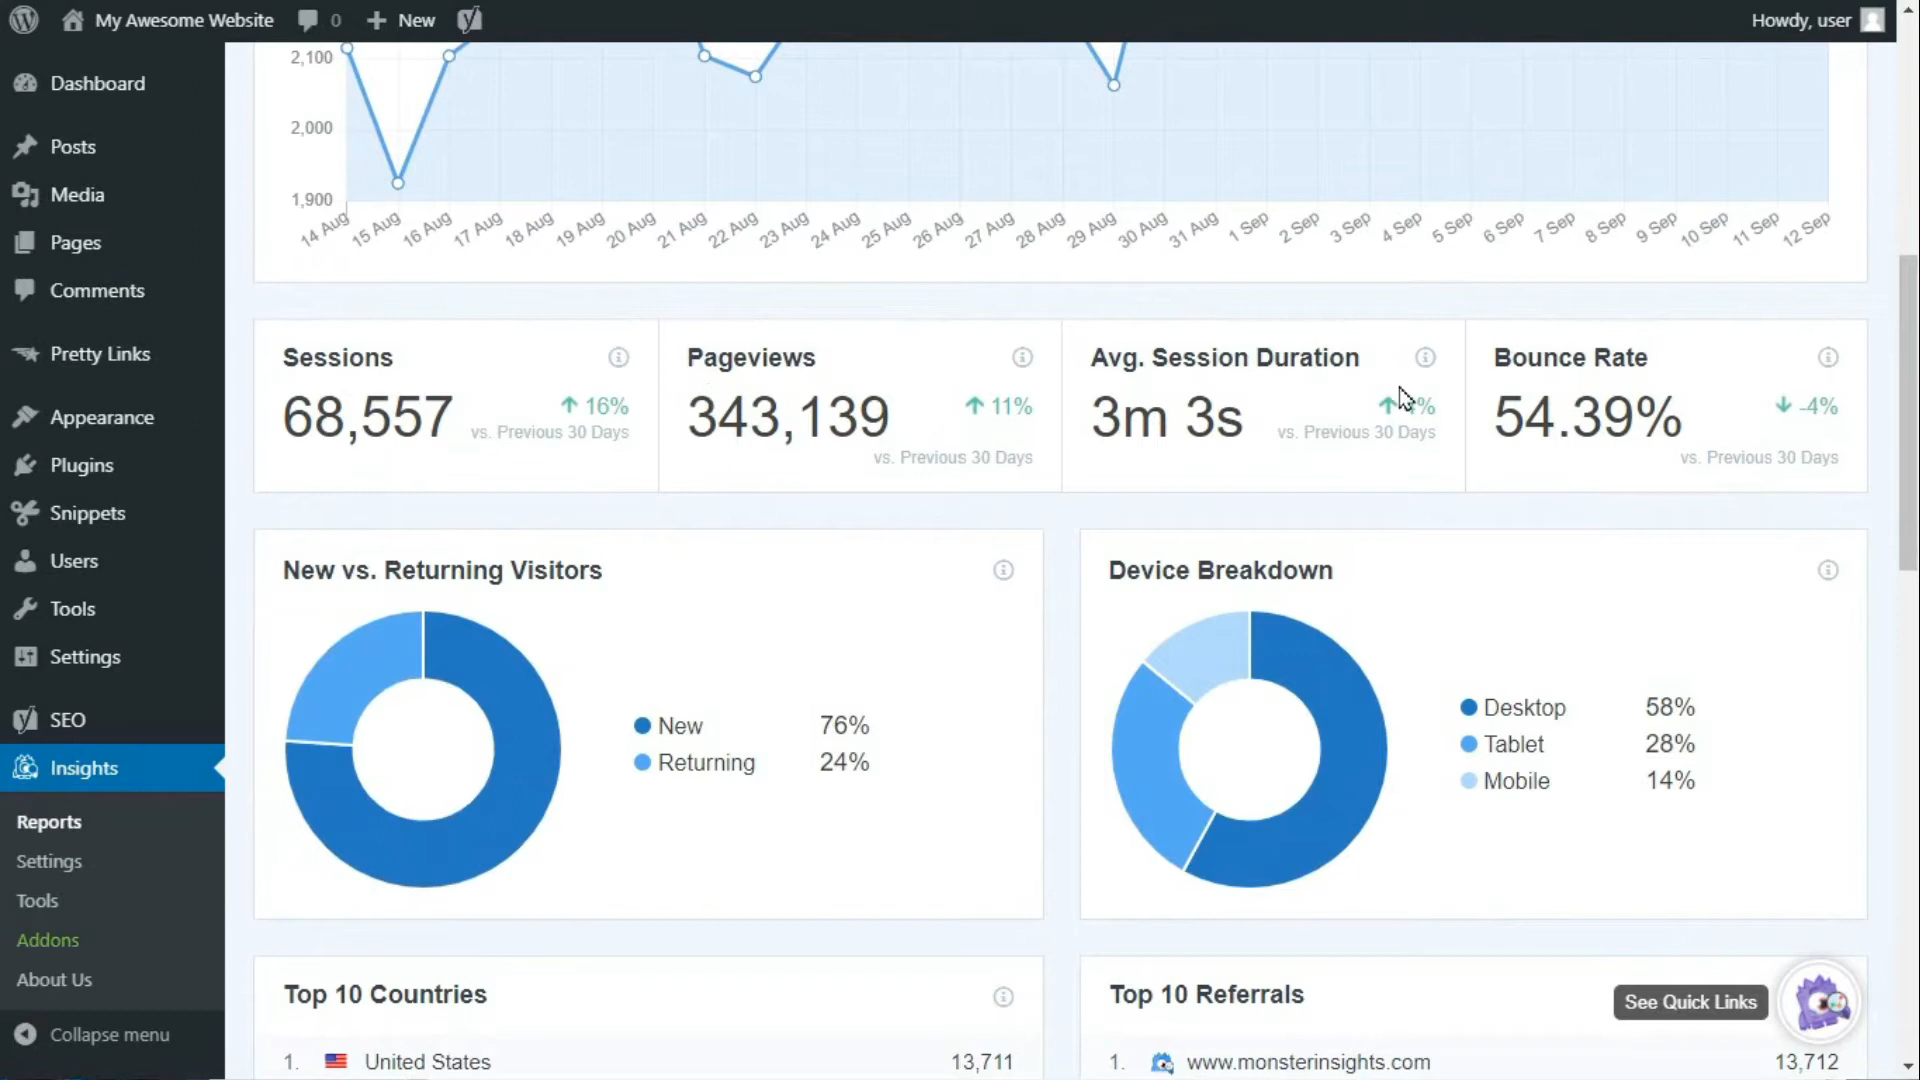 My Awesome Website 0 New Howdy, user
Dashboard
Posts
Media
Pages
Comments
Pretty Links
Appearance
Plugins
Snippets
Users
Tools
Settings
SEO
Insights
Reports
Settings
Tools
Addons
About Us
Collapse menu
2,100
2,000
1,900
14 Aug 15 Aug 16 Aug 17 Aug 18 Aug 19 Aug 20 Aug 21 Aug 22 Aug 23 Aug 24 Aug 25 Aug 26 Aug 27 Aug 28 Aug 29 Aug 30 Aug 31 Aug 1 Sep 2 Sep 3 Sep 4 Sep 5 Sep 6 Sep 7 Sep 8 Sep 9 Sep 10 Sep 11 Sep 12 Sep
Sessions
68,557 16%
vs. Previous 30 Days
Pageviews
343,139 11%
vs. Previous 30 Days
Avg. Session Duration
3m 3s
vs. Previous 30 Days
Bounce Rate
54.39% -4%
vs. Previous 30 Days
New vs. Returning Visitors
New 76%
Returning 24%
Device Breakdown
Desktop 58%
Tablet 28%
Mobile 14%
Top 10 Countries
1. United States 13,711
Top 10 Referrals
See Quick Links
1. www.monsterinsights.com 13,712